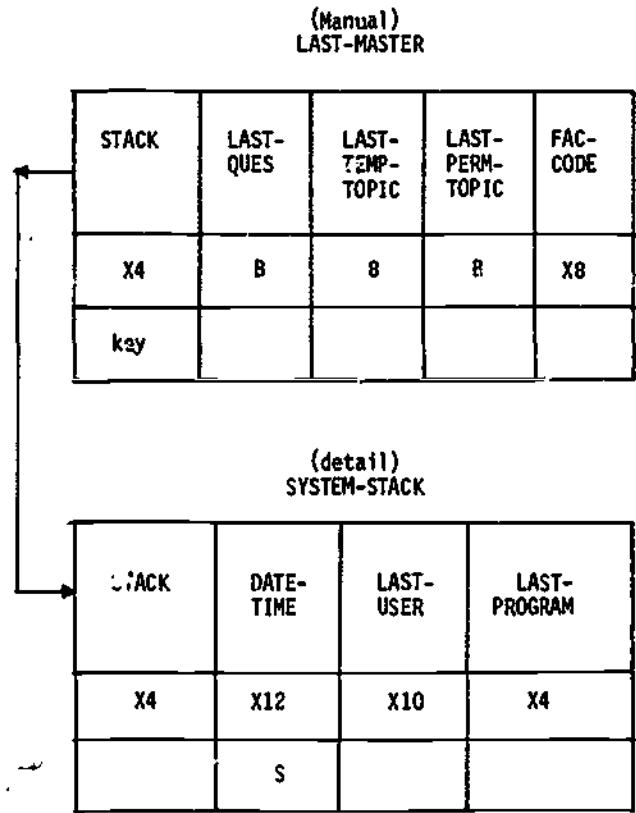 (Manual)
LAST-MASTER
STACK
LAST-
QUES
LAST-
TEMP-
TOPIC
LAST-
PERM-
TOPIC
FAC-
CODE
X4
B
8
B
X8
key
(detail)
SYSTEM-STACK
STACK
DATE-
TIME
LAST-
USER
LAST-
PROGRAM
X4
X12
X10
X4
S